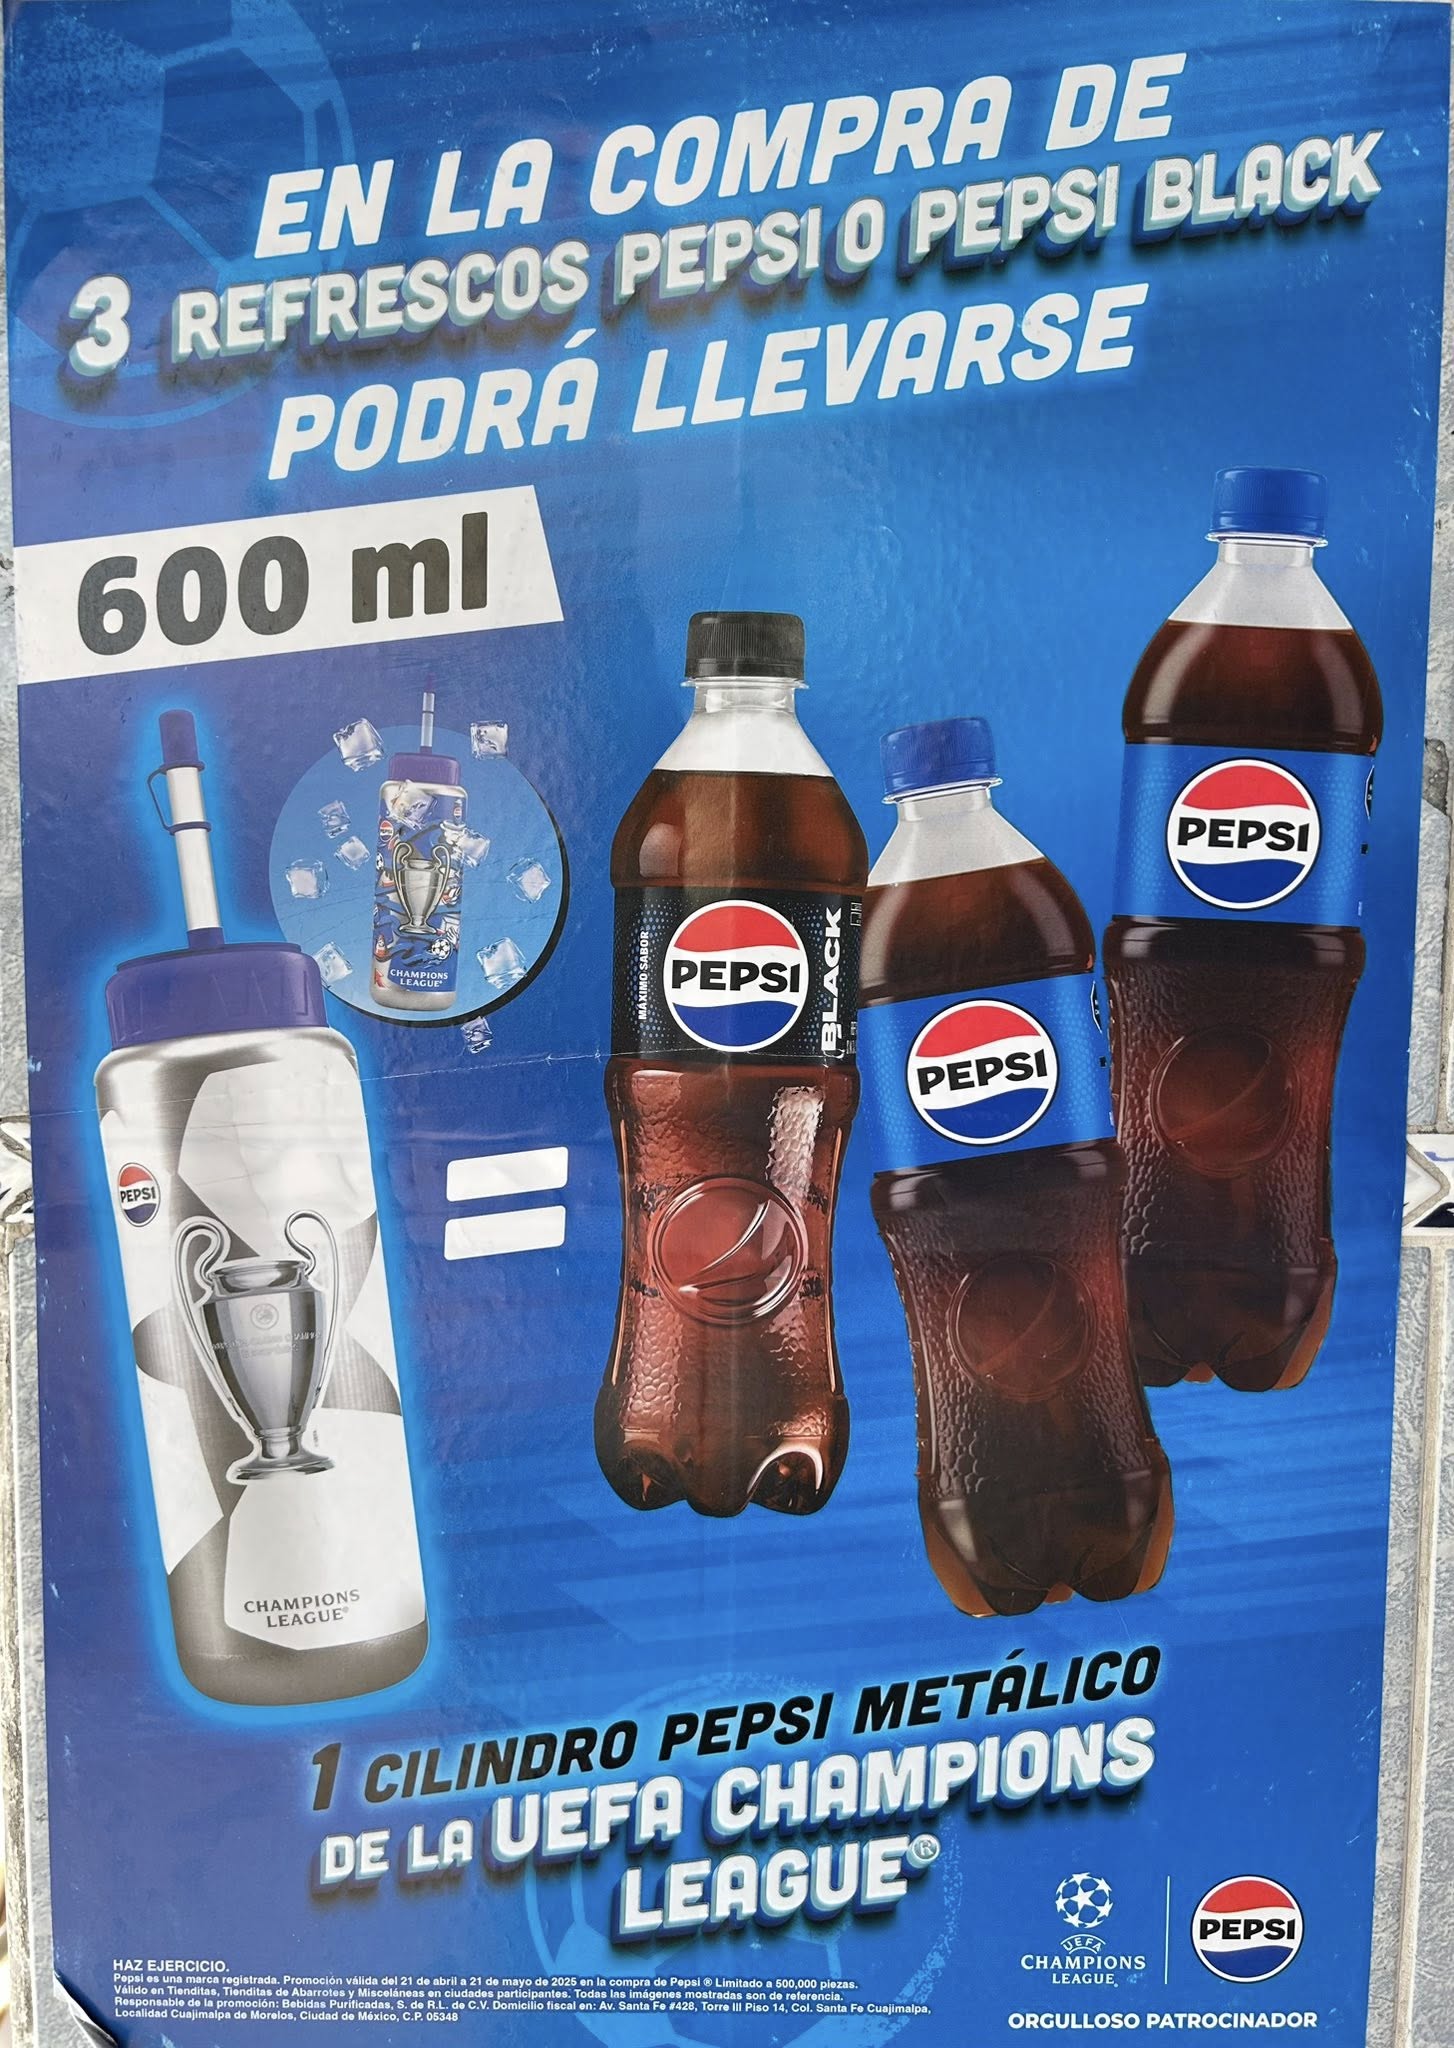 EN LA COMPRA DE
3 REFRESCOS PEPSI O PEPSI BLACK
PODRÁ LLEVARSE
600 ml
CHAMPIONS
LEAGUE®
PEPSI
CHAMPIONS
LEAGUE®
MÁXIMO SABOR
PEPSI
BLACK
PEPSI
PEPSI
1 CILINDRO PEPSI METÁLICO
DE LA UEFA CHAMPIONS
LEAGUE®
UEFA
CHAMPIONS
LEAGUE
PEPSI
ORGULLOSO PATROCINADOR
HAZ EJERCICIO.
Pepsi es una marca registrada. Promoción válida del 21 de abril a 21 de mayo de 2025 en la compra de Pepsi ® Limitado a 500,000 piezas.
Válido en Tienditas, Tienditas de Abarrotes y Misceláneas en ciudades participantes. Todas las imágenes mostradas son de referencia.
Responsable de la promoción: Bebidas Purificadas, S. de R.L. de C.V. Domicilio fiscal en: Av. Santa Fe #428, Torre III Piso 14, Col. Santa Fe Cuajimalpa,
Localidad Cuajimalpa de Morelos, Ciudad de México, C.P. 05348